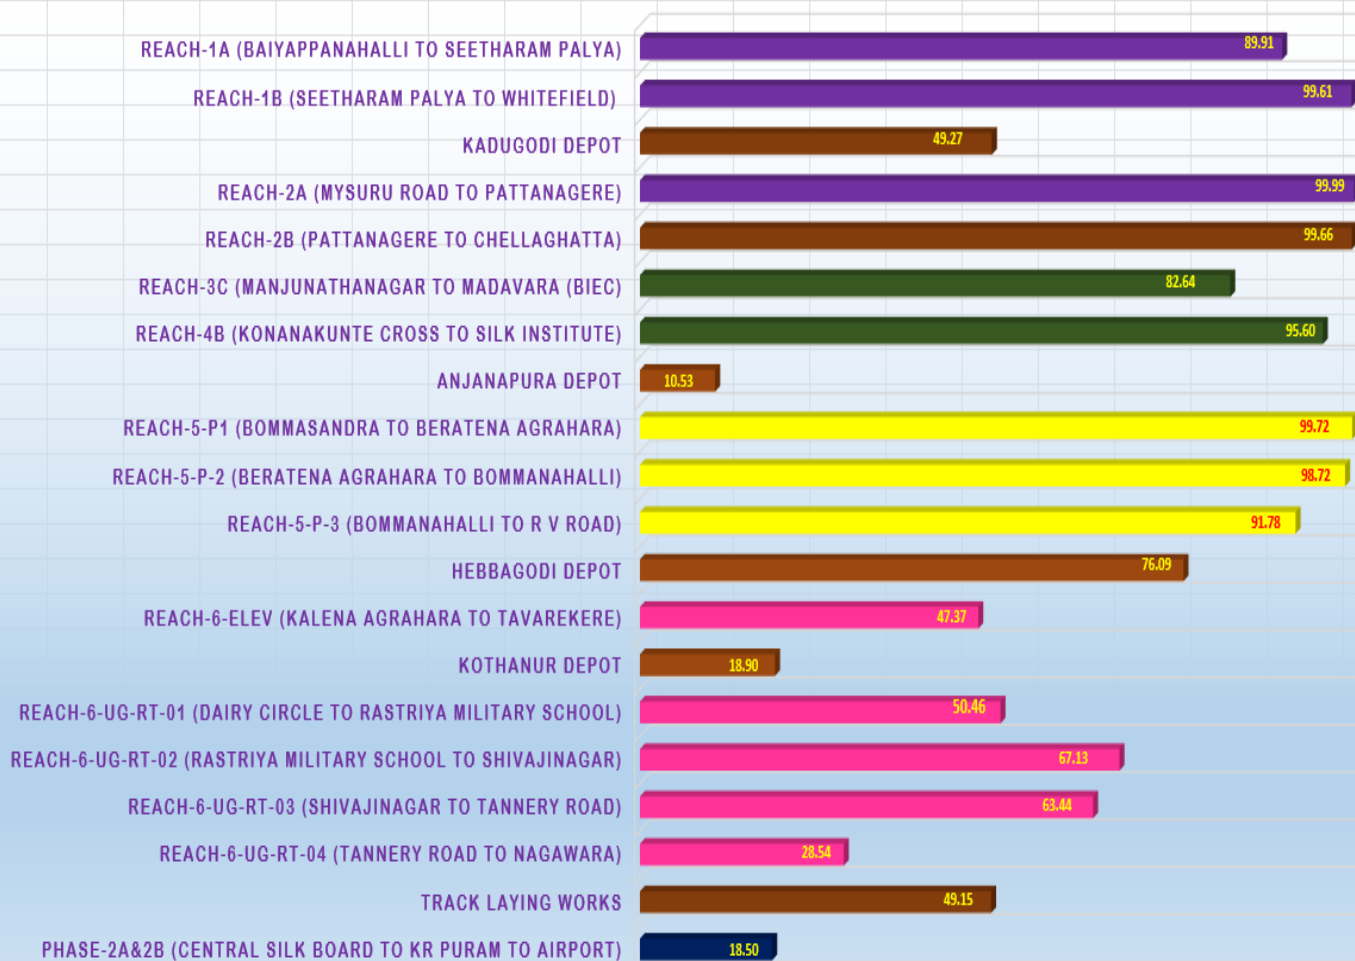 REACH-1A (BAIYAPPANAHALLI TO SEETHARAM PALYA) 89.91
REACH-1B (SEETHARAM PALYA TO WHITEFIELD) 99.61
KADUGODI DEPOT 49.27
REACH-2A (MYSURU ROAD TO PATTANAGERE) 99.99
REACH-2B (PATTANAGERE TO CHELLAGHATTA) 99.66
REACH-3C (MANJUNATHANAGAR TO MADAVARA (BIEC) 82.64
REACH-4B (KONANAKUNTE CROSS TO SILK INSTITUTE) 95.60
ANJANAPURA DEPOT 10.53
REACH-5-P1 (BOMMASANDRA TO BERATENA AGRAHARA) 99.72
REACH-5-P-2 (BERATENA AGRAHARA TO BOMMANAHALLI) 98.72
REACH-5-P-3 (BOMMANAHALLI TO R V ROAD) 91.78
HEBBAGODI DEPOT 76.09
REACH-6-ELEV (KALENA AGRAHARA TO TAVAREKERE) 47.37
KOTHANUR DEPOT 18.90
REACH-6-UG-RT-01 (DAIRY CIRCLE TO RASTRIYA MILITARY SCHOOL) 50.46
REACH-6-UG-RT-02 (RASTRIYA MILITARY SCHOOL TO SHIVAJINAGAR) 67.13
REACH-6-UG-RT-03 (SHIVAJINAGAR TO TANNERY ROAD) 63.44
REACH-6-UG-RT-04 (TANNERY ROAD TO NAGAWARA) 28.54
TRACK LAYING WORKS 49.15
PHASE-2A&2B (CENTRAL SILK BOARD TO KR PURAM TO AIRPORT) 18.50